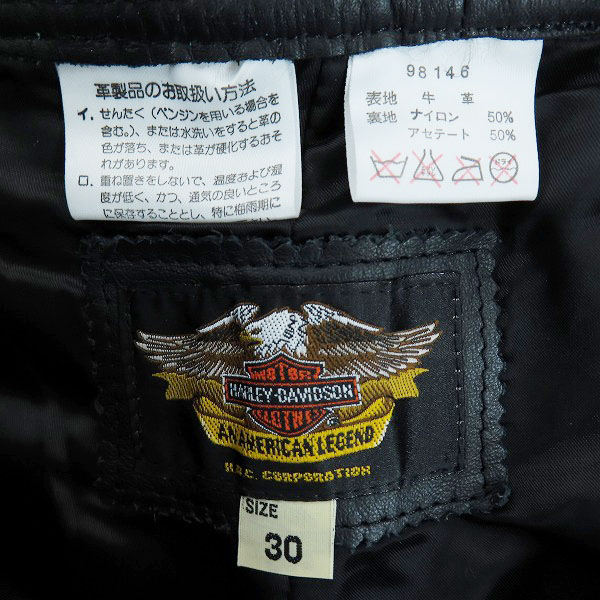 革製品のお取扱い方法
イ. せんたく（ベンジンを用いる場合を
含む。）、または水洗いをすると革の
色が落ち、または革が硬化するおそ
れがあります。
ロ. 重ね置きをしないで、温度および湿
度が低く、かつ、通気の良いところ
に保存することとし、特に梅雨期に
98146
表地 牛 革
裏地 ナイロン 50%
アセテート 50%
ドライ
MOTOR
HARLEY-DAVIDSON
CLOTHES
AN AMERICAN LEGEND
CORPORATION
SIZE
30